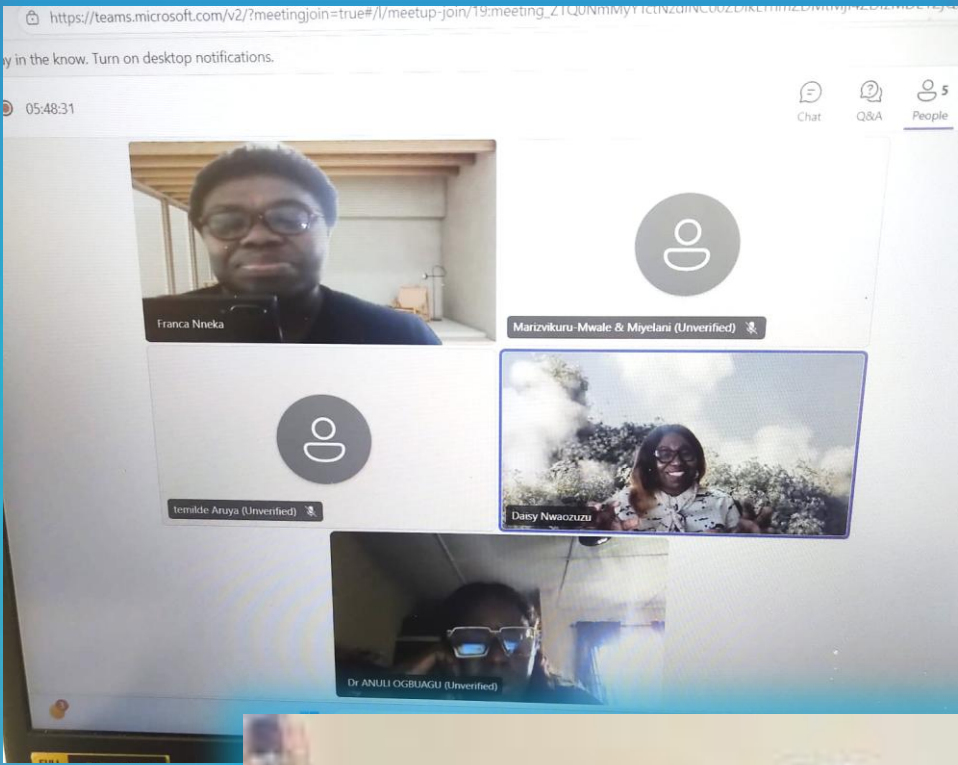 https://teams.microsoft.com/v2/?meetingjoin=true#/l/meetup-join/19:meeting_
in the know. Turn on desktop notifications.
05:48:31
5
Chat
Q&A
People
Franca Nneka
Marizvikuru-Mwale & Miyelani (Unverified)
temilde Aruya (Unverified)
Daisy Nwaozuzu
Dr ANULI OGBUAGU (Unverified)